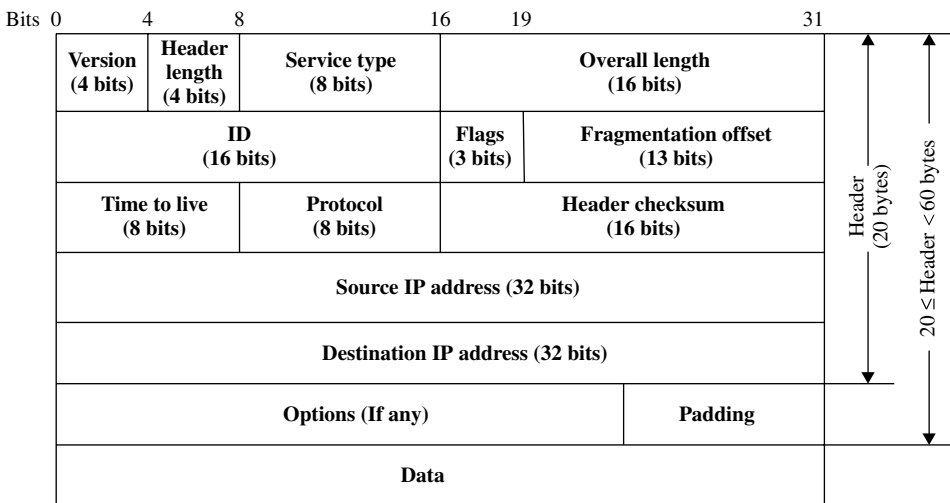 Bits 0 4 8 16 19 31
Version
(4 bits)
Header
length
(4 bits)
Service type
(8 bits)
Overall length
(16 bits)
ID
(16 bits)
Flags
(3 bits)
Fragmentation offset
(13 bits)
Time to live
(8 bits)
Protocol
(8 bits)
Header checksum
(16 bits)
Source IP address (32 bits)
Destination IP address (32 bits)
Options (If any)
Padding
Data
Header
(20 bytes)
20 ≤ Header < 60 bytes